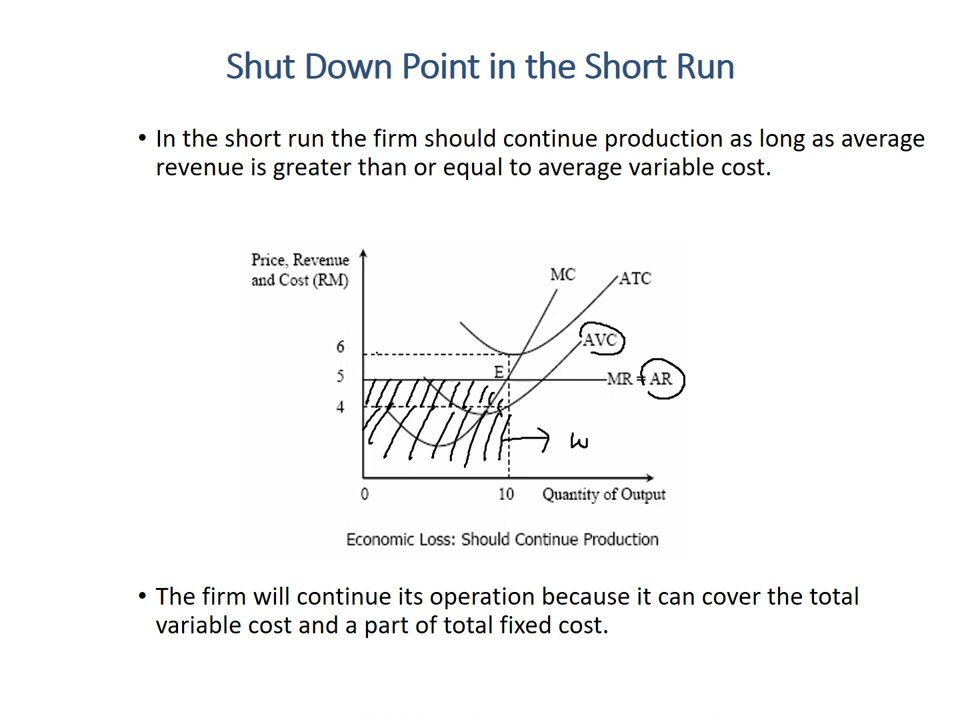 Shut Down Point in the Short Run
• In the short run the firm should continue production as long as average
revenue is greater than or equal to average variable cost.
Price, Revenue
and Cost (RM)
MC
ATC
AVC
6
E
5
MR = AR
4
w
0
10
Quantity of Output
Economic Loss: Should Continue Production
• The firm will continue its operation because it can cover the total
variable cost and a part of total fixed cost.